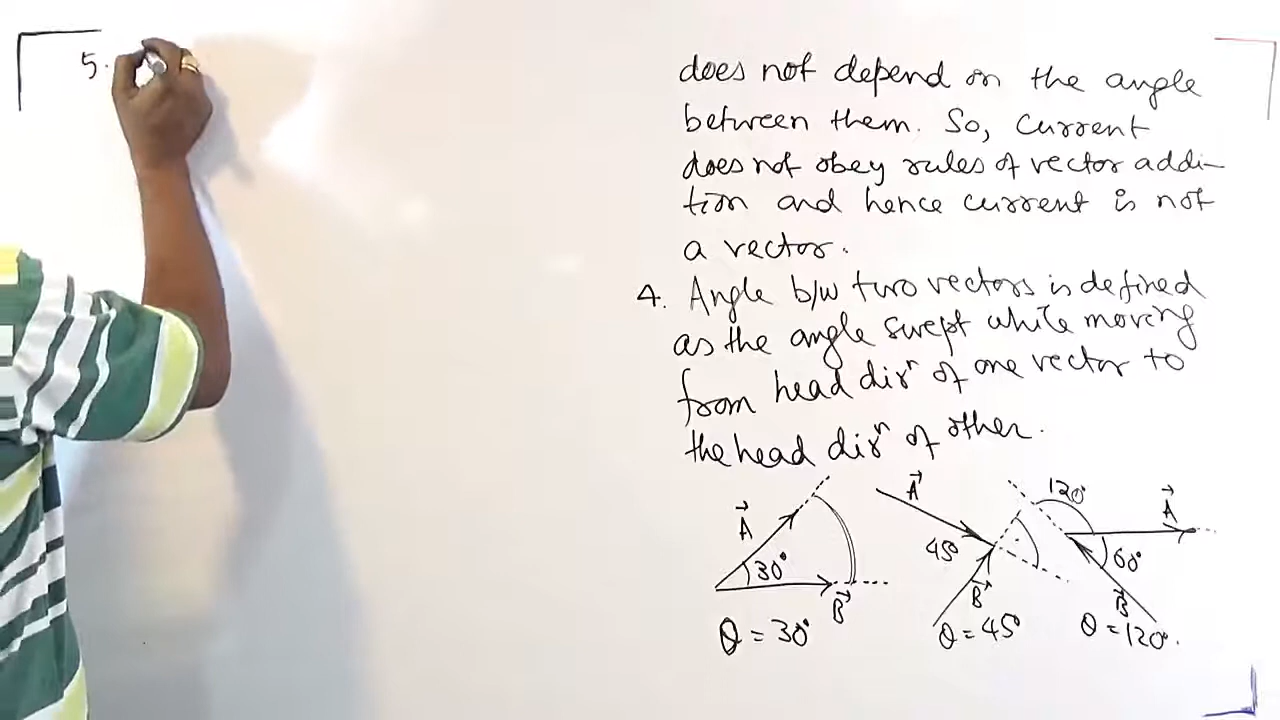 5.
does not depend on the angle
between them. So, current
does not obey rules of vector addi-
tion and hence current is not
a vector.
4. Angle b/w two vectors is defined
as the angle swept while moving
from head dirⁿ of one vector to
the head dirⁿ of other.
A⃗
30°
B⃗
θ = 30°
A⃗
45°
B⃗
θ = 45°
120°
A⃗
60°
B⃗
θ = 120°.